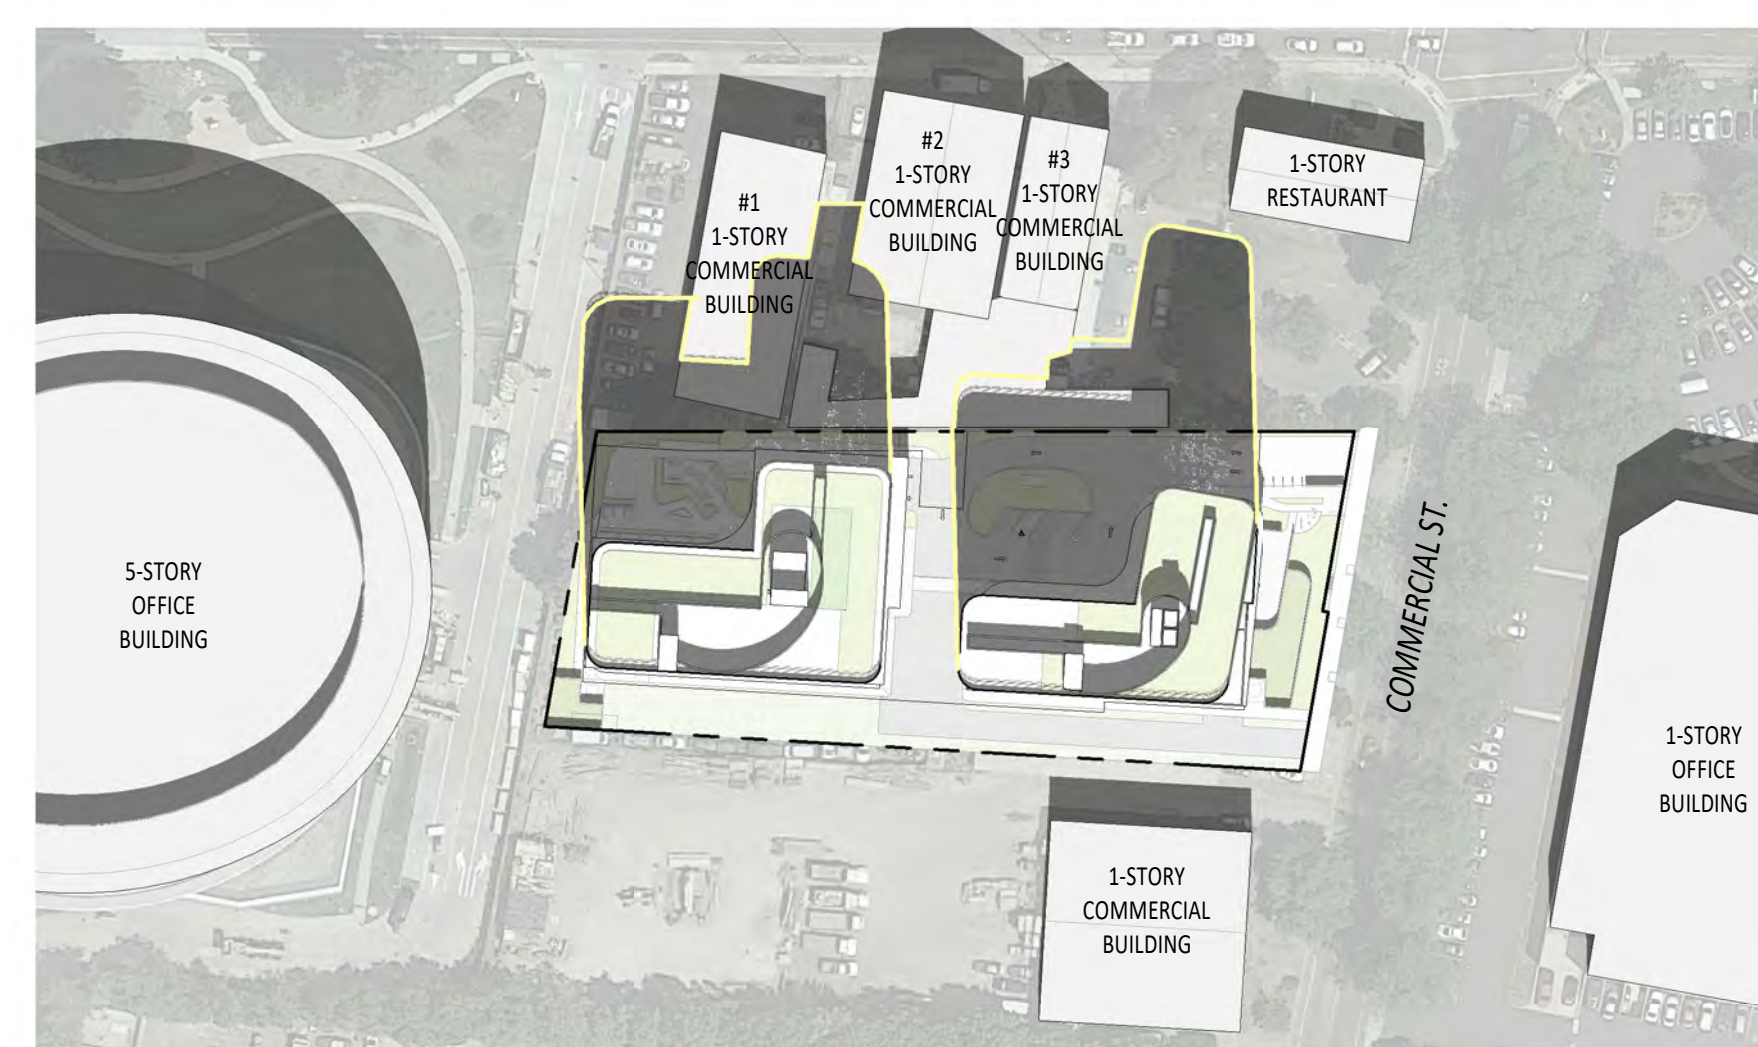 #1
1-STORY
COMMERCIAL
BUILDING
#2
1-STORY
COMMERCIAL
BUILDING
#3
1-STORY
COMMERCIAL
BUILDING
1-STORY
RESTAURANT
5-STORY
OFFICE
BUILDING
COMMERCIAL ST.
1-STORY
OFFICE
BUILDING
1-STORY
COMMERCIAL
BUILDING